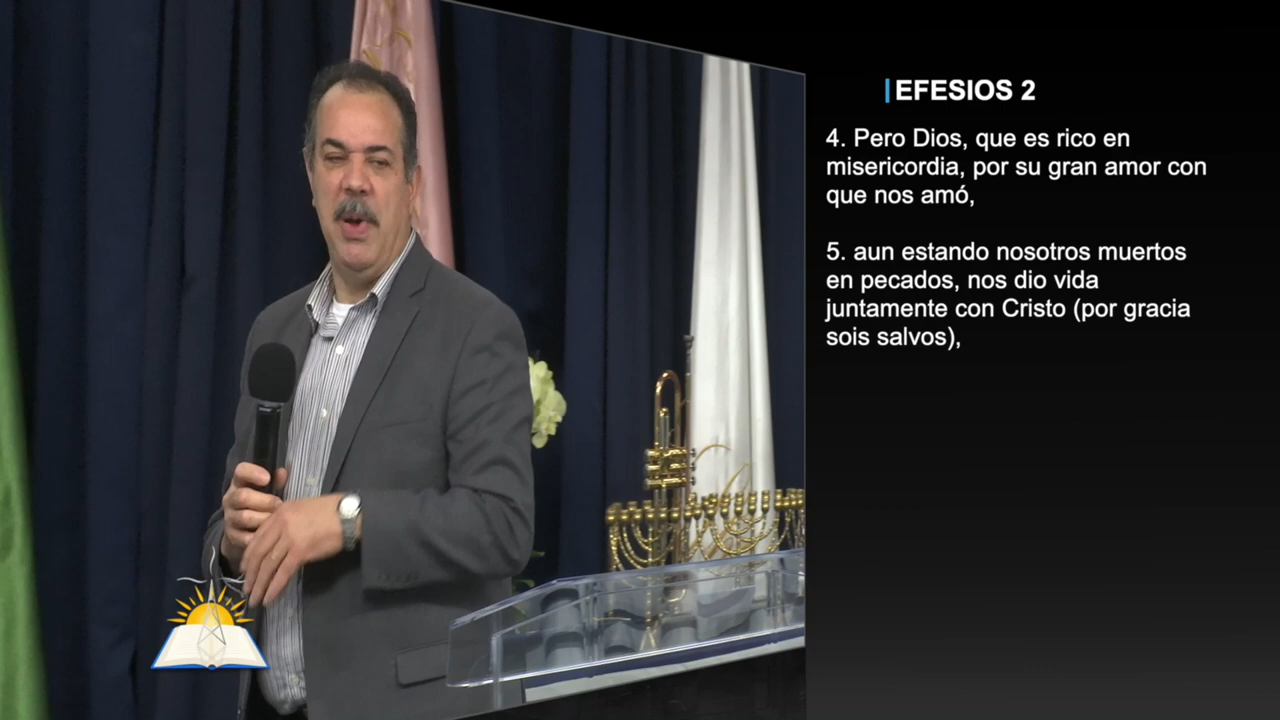 EFESIOS 2
4. Pero Dios, que es rico en
misericordia, por su gran amor con
que nos amó,
5. aun estando nosotros muertos
en pecados, nos dio vida
juntamente con Cristo (por gracia
sois salvos),